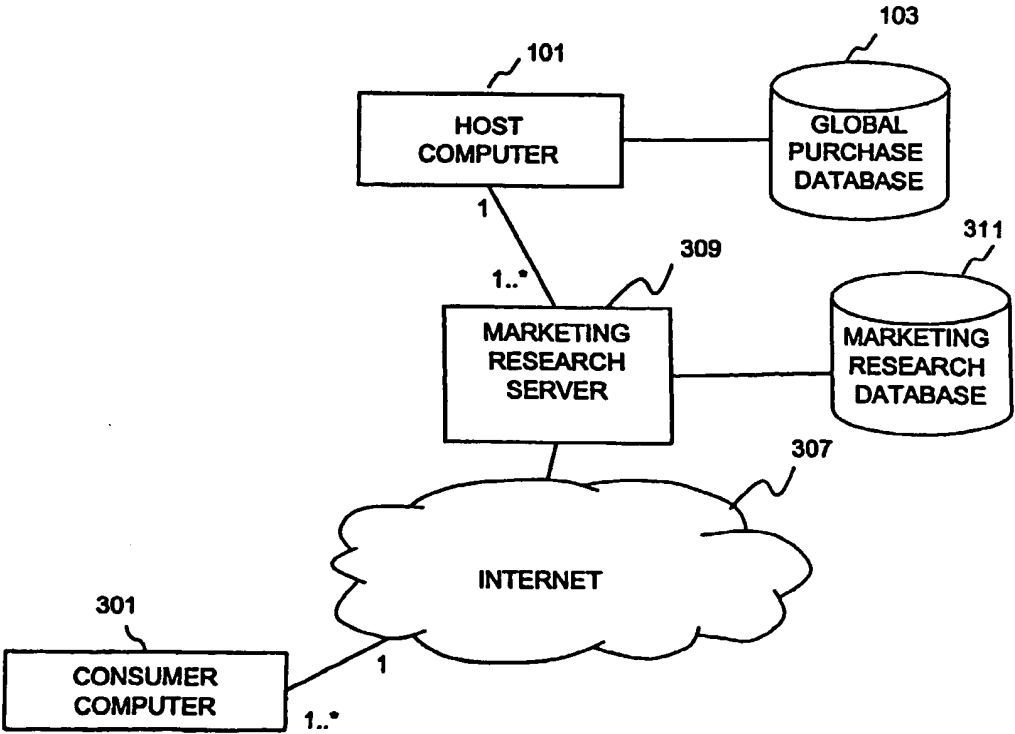 103
101
HOST
COMPUTER
GLOBAL
PURCHASE
DATABASE
1
1..*
309
311
MARKETING
RESEARCH
SERVER
MARKETING
RESEARCH
DATABASE
307
INTERNET
301
CONSUMER
COMPUTER
1
1..*